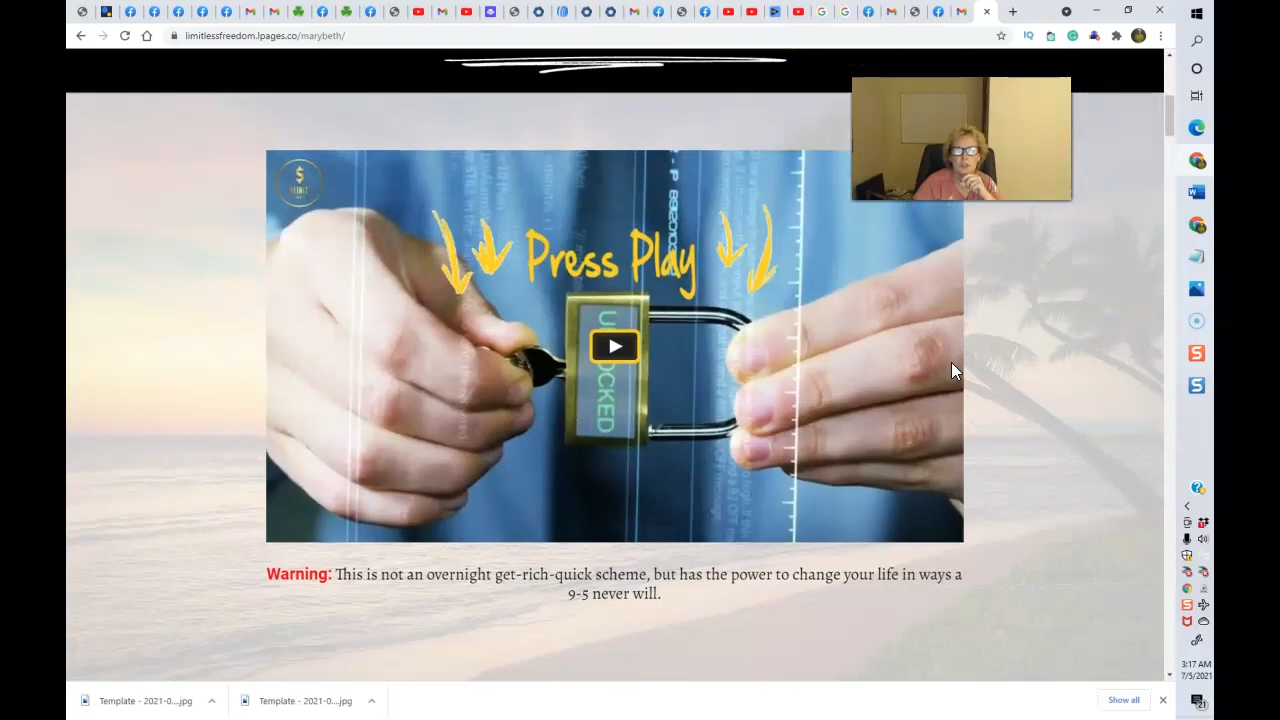 limitlessfreedom.lpages.co/marybeth/
IQ
$
Press Play
Warning: This is not an overnight get-rich-quick scheme, but has the power to change your life in ways a
9-5 never will.
Template - 2021-0....jpg
Template - 2021-0....jpg
Show all
3:17 AM
7/5/2021
21